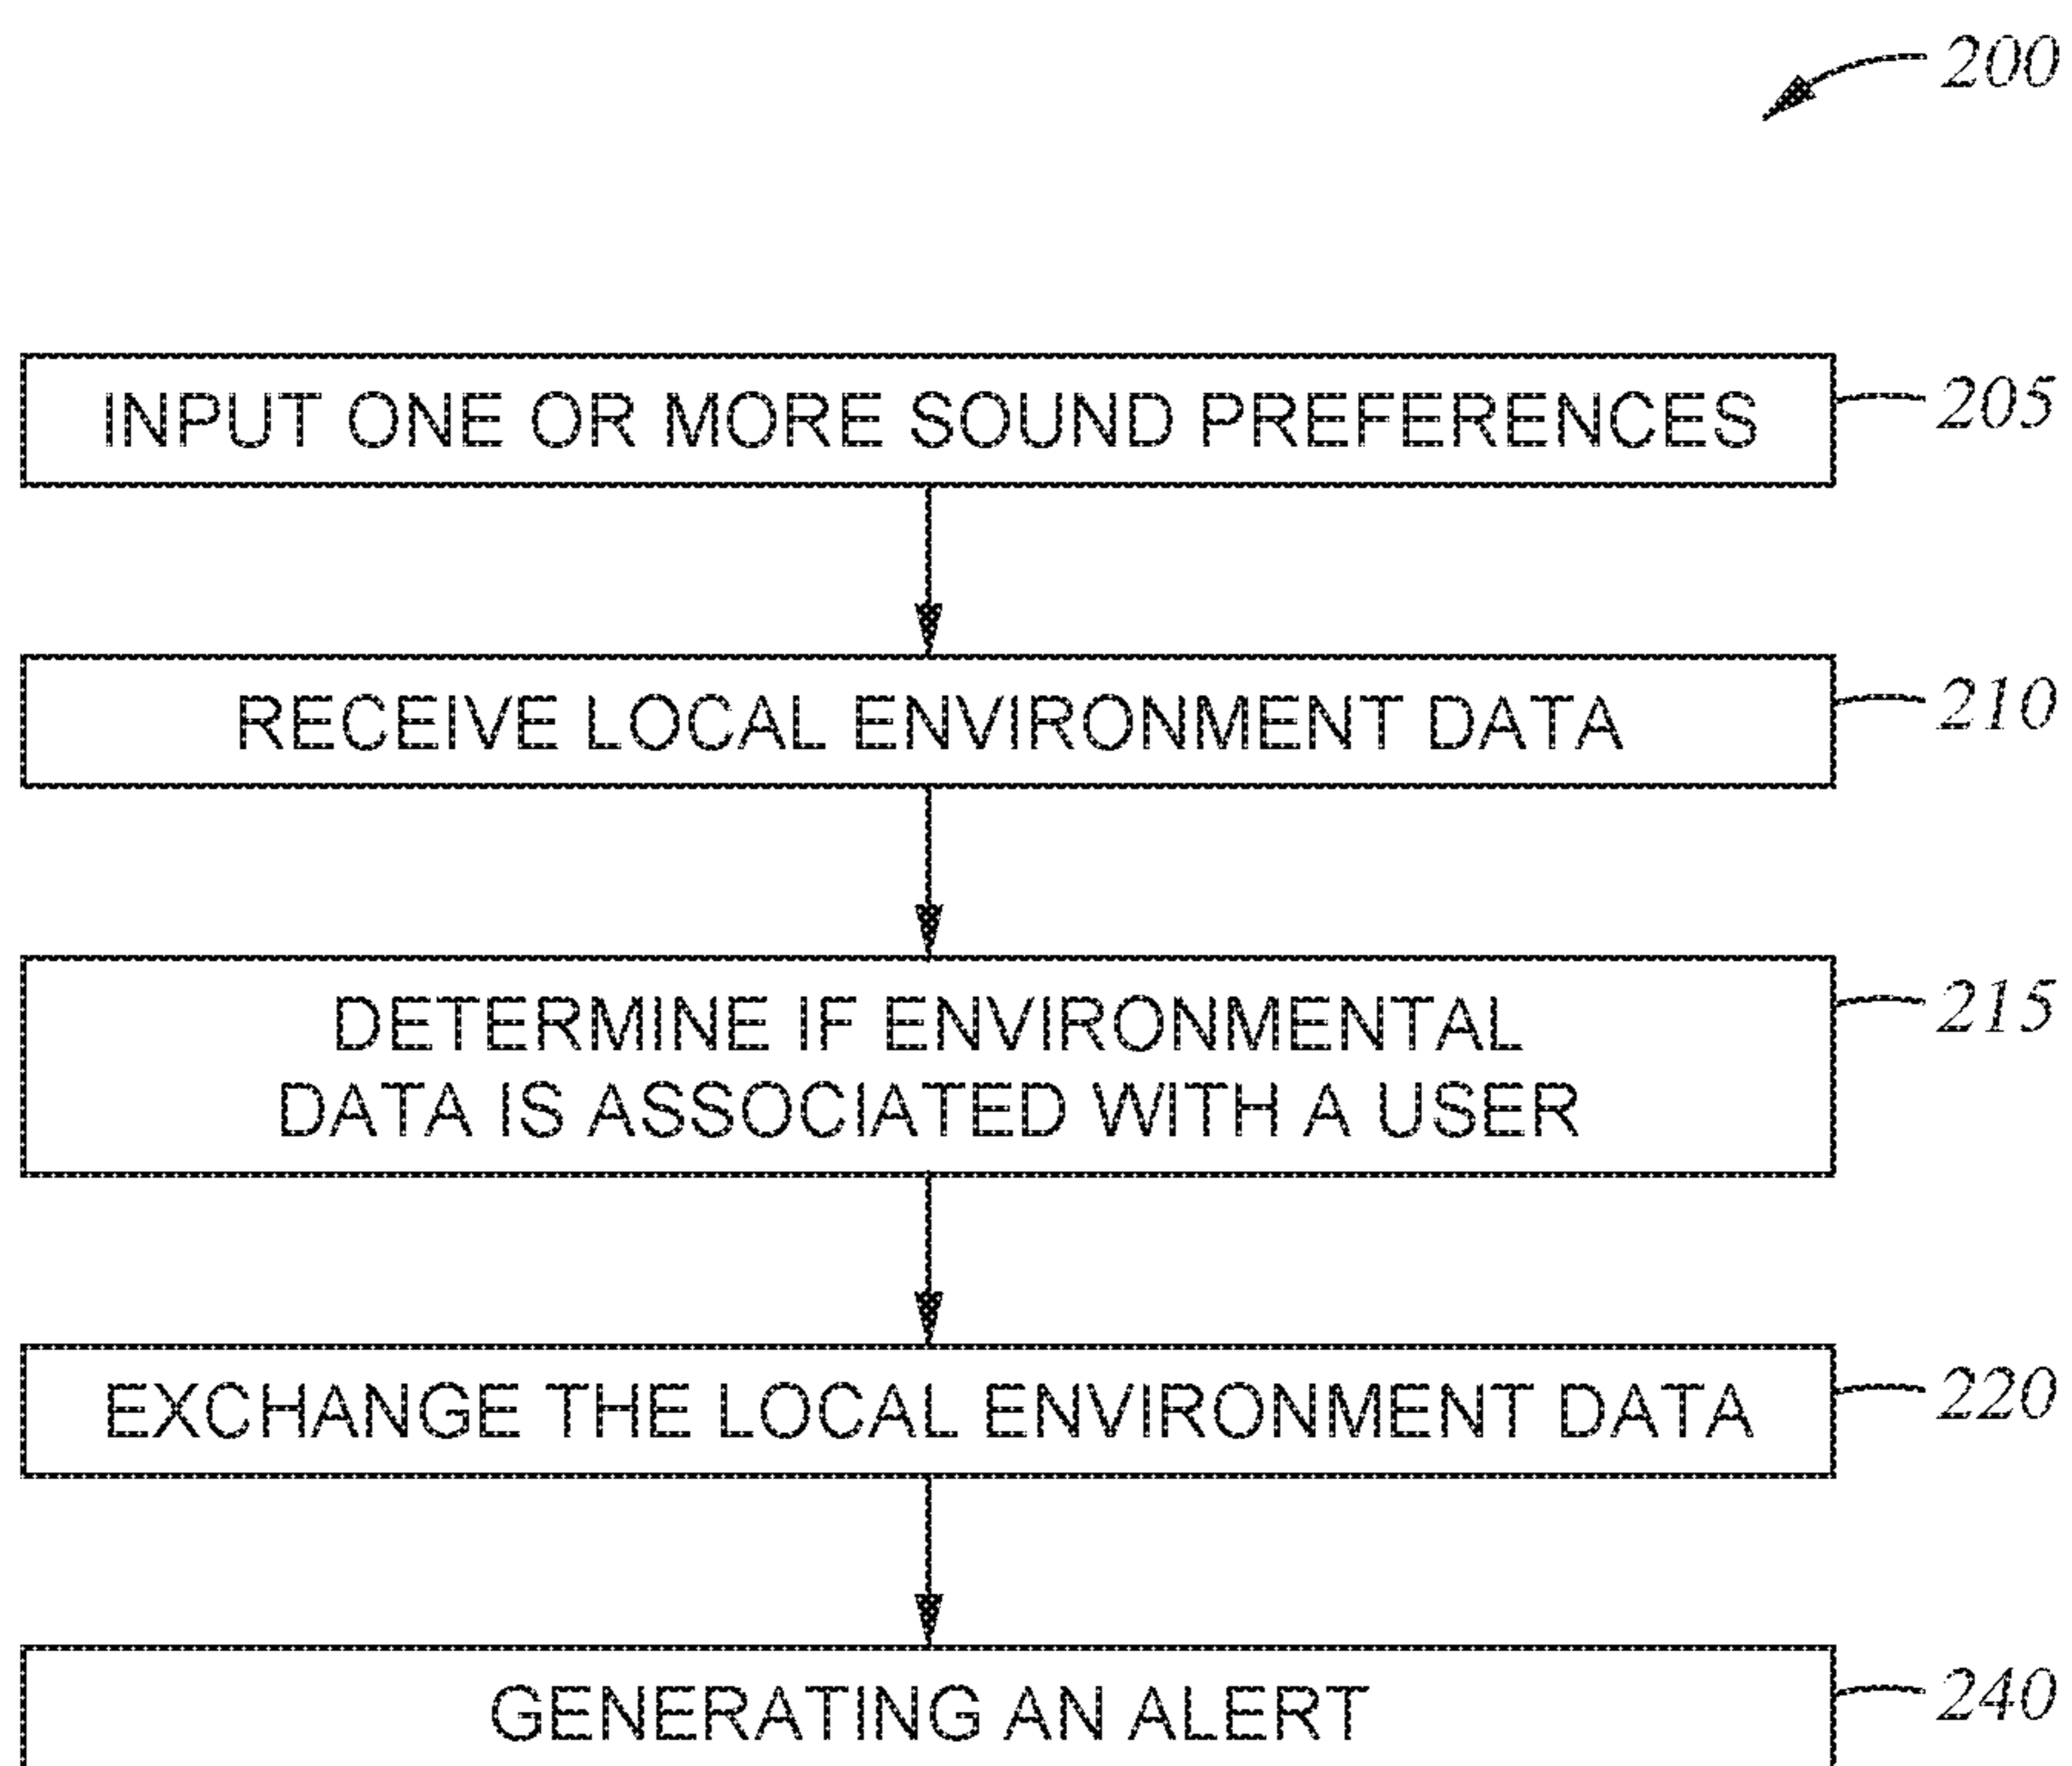 200
INPUT ONE OR MORE SOUND PREFERENCES
205
RECEIVE LOCAL ENVIRONMENT DATA
210
DETERMINE IF ENVIRONMENTAL
DATA IS ASSOCIATED WITH A USER
215
EXCHANGE THE LOCAL ENVIRONMENT DATA
220
GENERATING AN ALERT
240